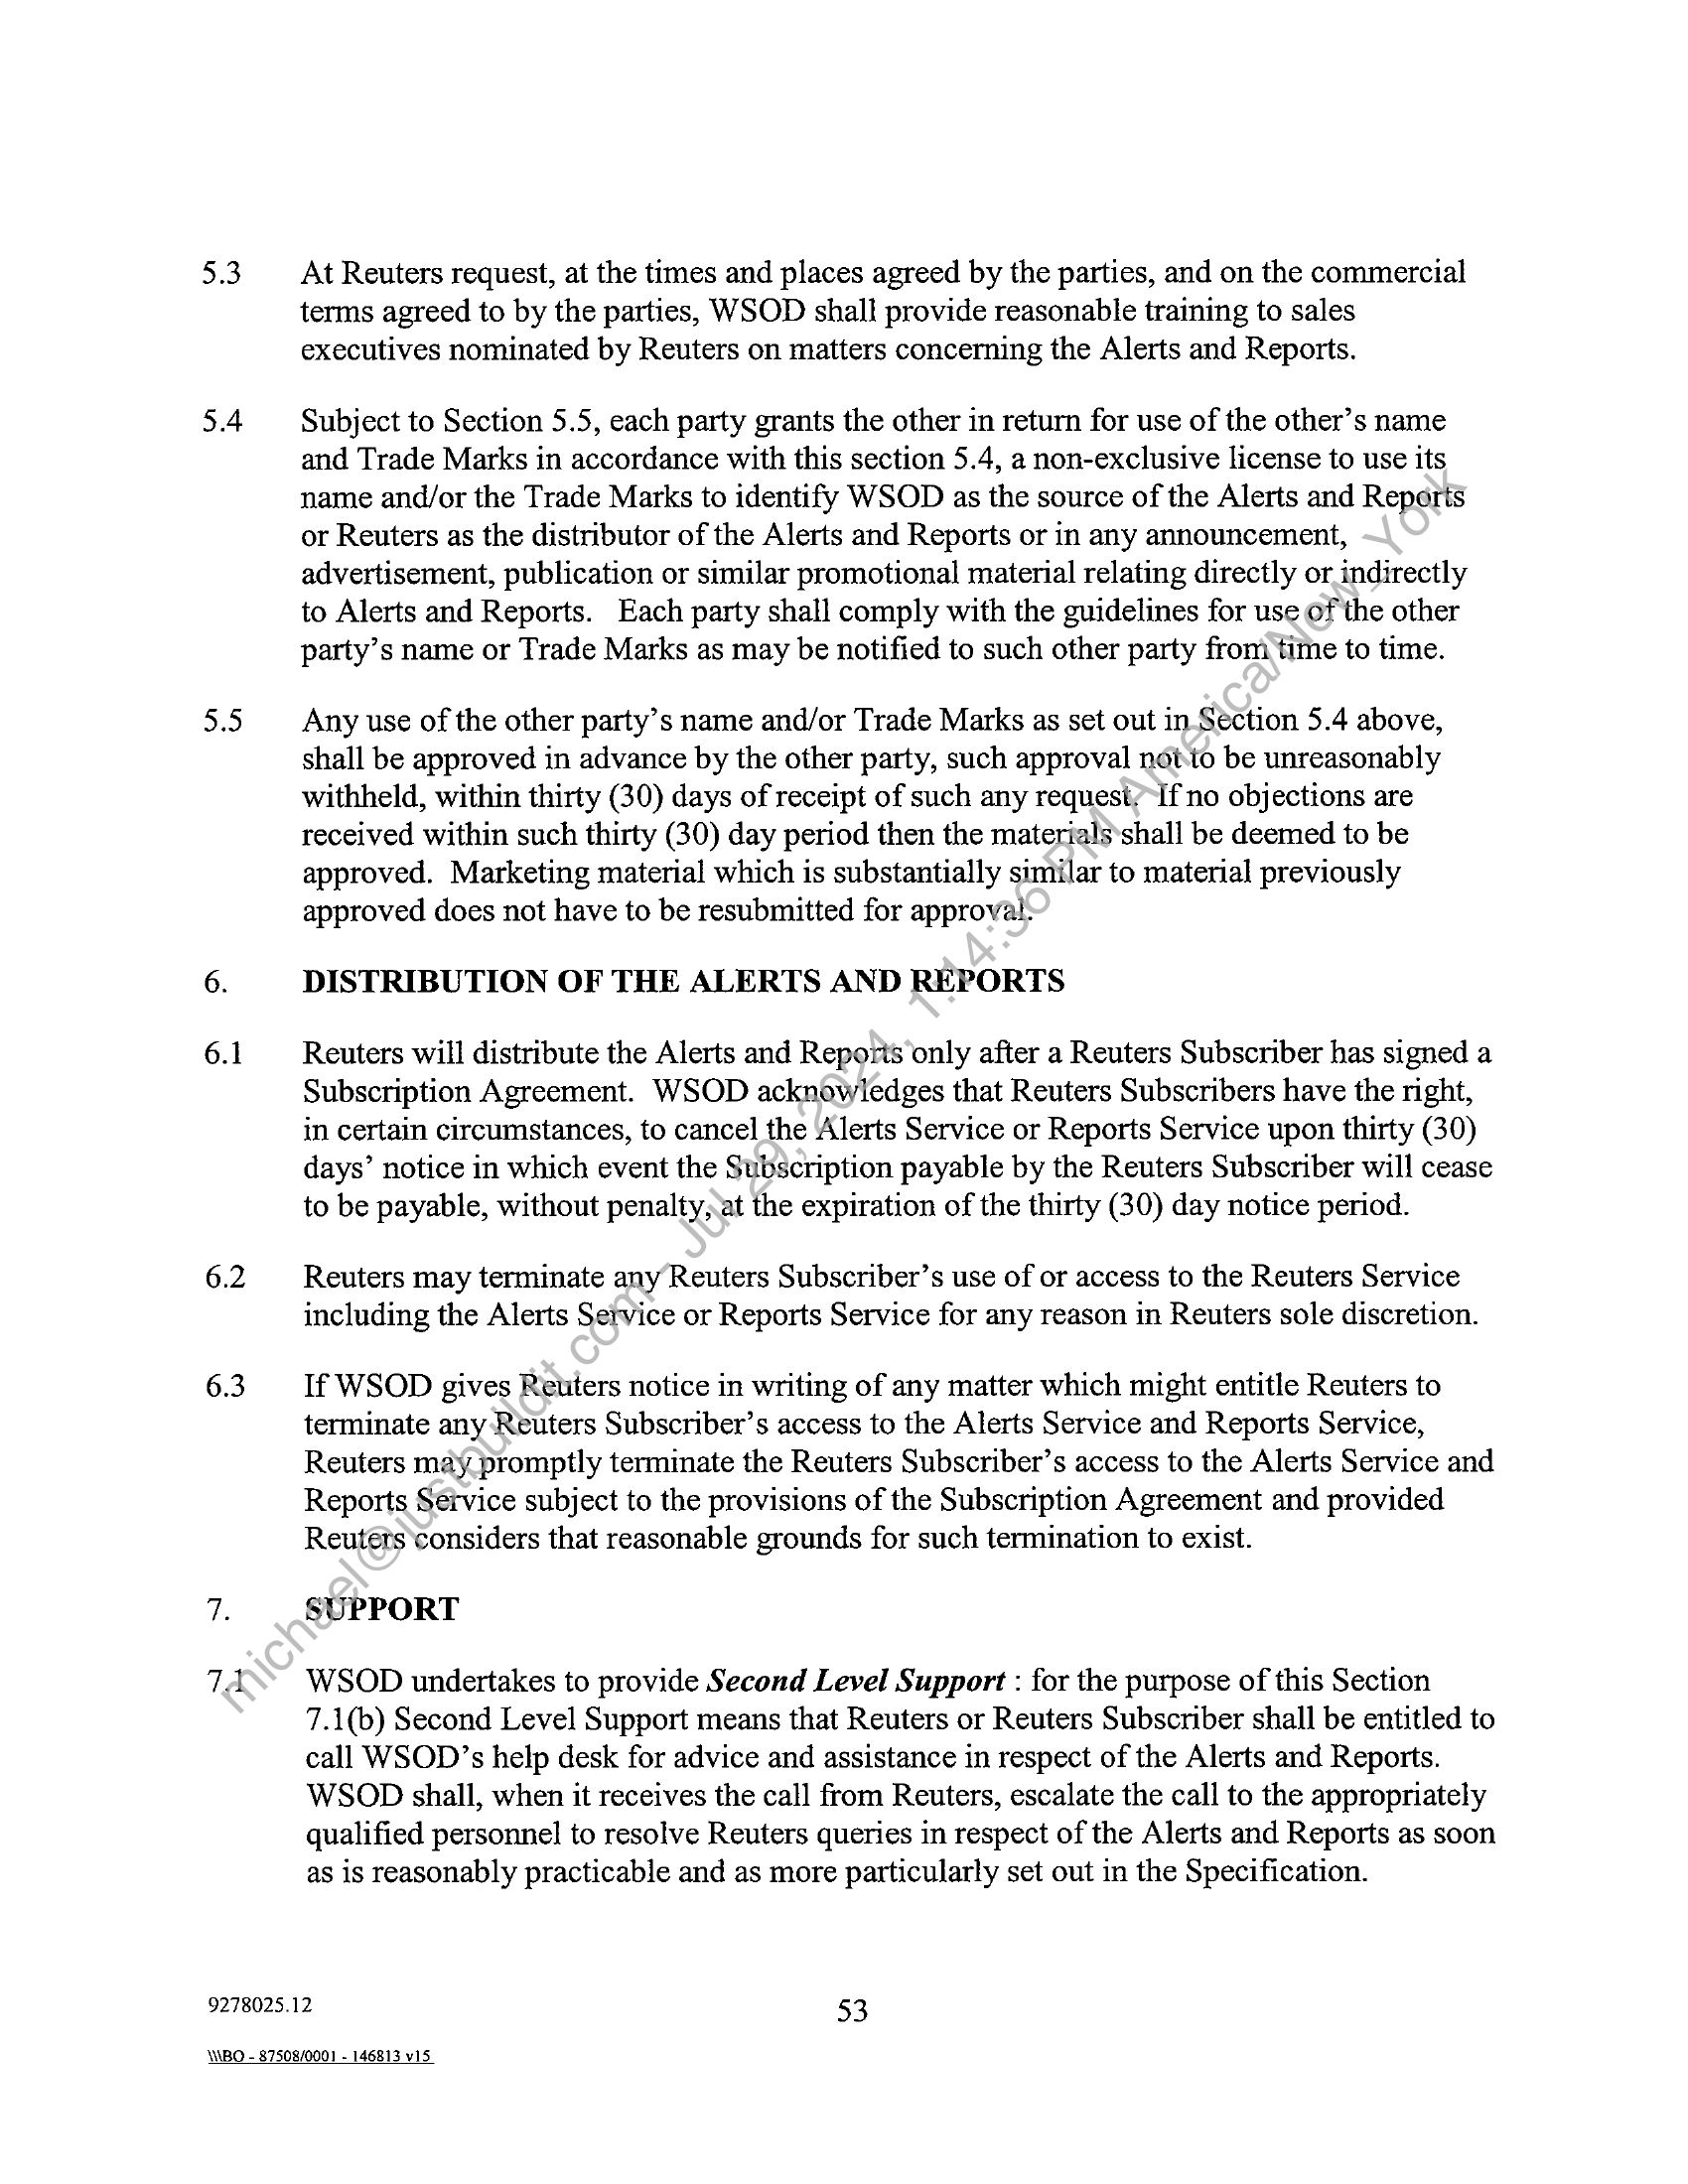 5.3 At Reuters request, at the times and places agreed by the parties, and on the commercial
terms agreed to by the parties, WSOD shall provide reasonable training to sales
executives nominated by Reuters on matters concerning the Alerts and Reports.
5.4 Subject to Section 5.5, each party grants the other in return for use of the other's name
and Trade Marks in accordance with this section 5.4, a non-exclusive license to use its
name and/or the Trade Marks to identify WSOD as the source of the Alerts and Reports
or Reuters as the distributor of the Alerts and Reports or in any announcement,
advertisement, publication or similar promotional material relating directly or indirectly
to Alerts and Reports. Each party shall comply with the guidelines for use of the other
party's name or Trade Marks as may be notified to such other party from time to time.
5.5 Any use of the other party's name and/or Trade Marks as set out in Section 5.4 above,
shall be approved in advance by the other party, such approval not to be unreasonably
withheld, within thirty (30) days of receipt of such any request. If no objections are
received within such thirty (30) day period then the materials shall be deemed to be
approved. Marketing material which is substantially similar to material previously
approved does not have to be resubmitted for approval.
6. DISTRIBUTION OF THE ALERTS AND REPORTS
6.1 Reuters will distribute the Alerts and Reports only after a Reuters Subscriber has signed a
Subscription Agreement. WSOD acknowledges that Reuters Subscribers have the right,
in certain circumstances, to cancel the Alerts Service or Reports Service upon thirty (30)
days' notice in which event the Subscription payable by the Reuters Subscriber will cease
to be payable, without penalty, at the expiration of the thirty (30) day notice period.
6.2 Reuters may terminate any Reuters Subscriber's use of or access to the Reuters Service
including the Alerts Service or Reports Service for any reason in Reuters sole discretion.
6.3 If WSOD gives Reuters notice in writing of any matter which might entitle Reuters to
terminate any Reuters Subscriber's access to the Alerts Service and Reports Service,
Reuters may promptly terminate the Reuters Subscriber's access to the Alerts Service and
Reports Service subject to the provisions of the Subscription Agreement and provided
Reuters considers that reasonable grounds for such termination to exist.
7. SUPPORT
7.1 WSOD undertakes to provide Second Level Support : for the purpose of this Section
7.1(b) Second Level Support means that Reuters or Reuters Subscriber shall be entitled to
call WSOD's help desk for advice and assistance in respect of the Alerts and Reports.
WSOD shall, when it receives the call from Reuters, escalate the call to the appropriately
qualified personnel to resolve Reuters queries in respect of the Alerts and Reports as soon
as is reasonably practicable and as more particularly set out in the Specification.
9278025.12
53
\\\BO - 87508/0001 - 146813 v15
michael@justbuildit.com - Jul 29, 2024, 1:14:36 PM America/New_York